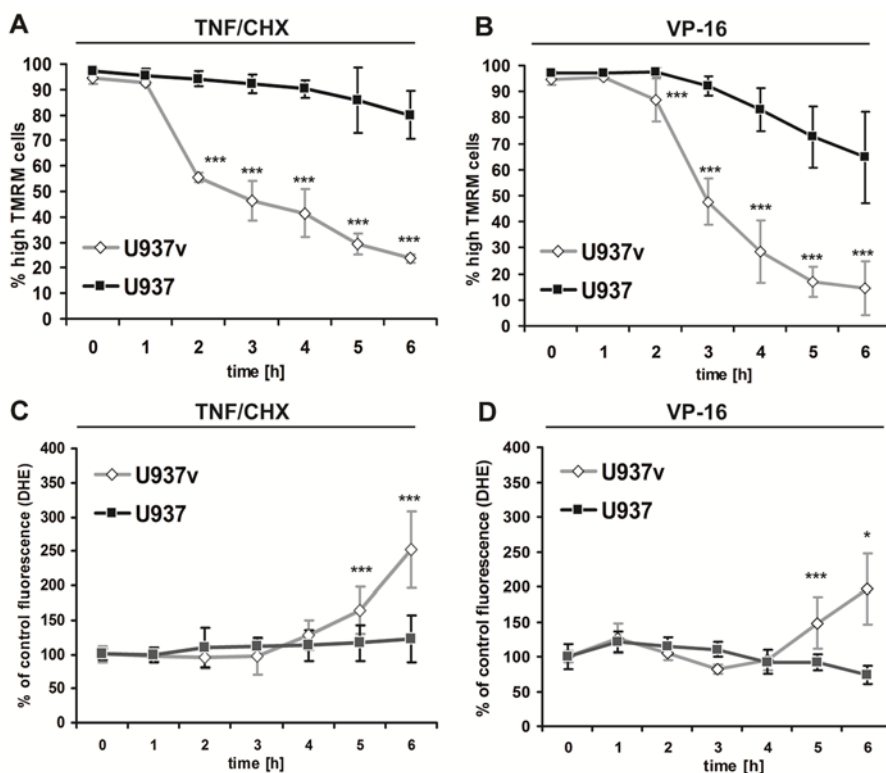 A
TNF/CHX
% high TMRM cells
100
90
80
70
60
50
40
30
20
10
0
***
***
***
***
***
U937v
U937
0 1 2 3 4 5 6
time [h]
B
VP-16
% high TMRM cells
100
90
80
70
60
50
40
30
20
10
0
***
***
***
***
***
U937v
U937
0 1 2 3 4 5 6
time [h]
C
TNF/CHX
% of control fluorescence (DHE)
400
350
300
250
200
150
100
50
0
U937v
U937
***
***
0 1 2 3 4 5 6
time [h]
D
VP-16
% of control fluorescence (DHE)
400
350
300
250
200
150
100
50
0
U937v
U937
***
*
0 1 2 3 4 5 6
time [h]